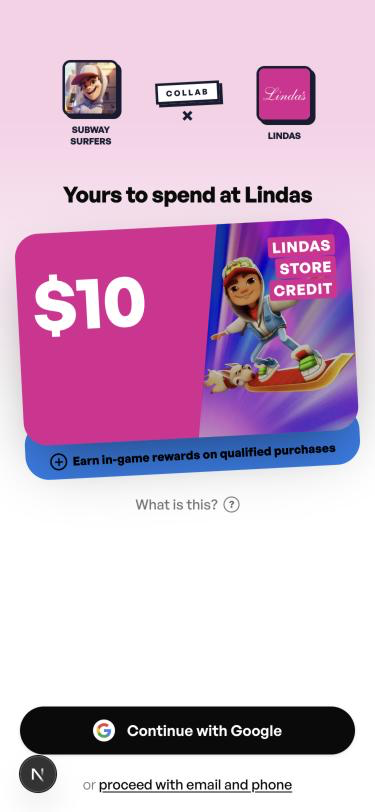 COLLAB
Lindas
SUBWAY
SURFERS
LINDAS
Yours to spend at Lindas
$10
LINDAS
STORE
CREDIT
Earn in-game rewards on qualified purchases
What is this? ?
Continue with Google
N
or proceed with email and phone